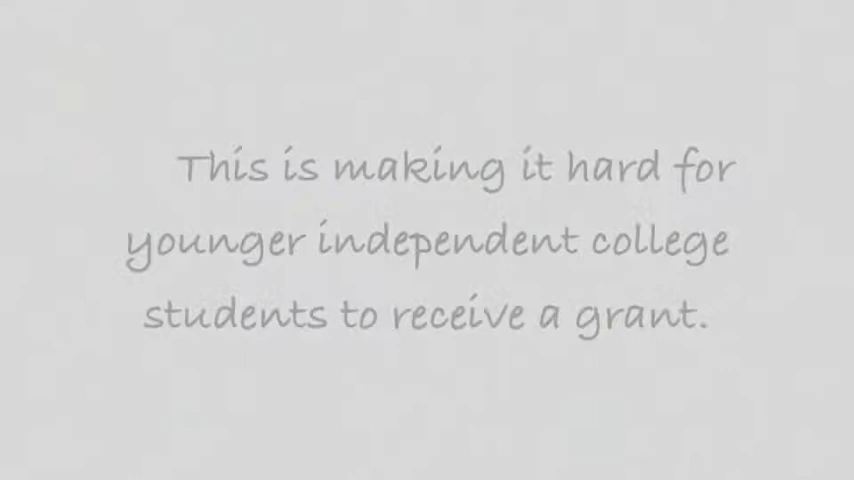 This is making it hard for
younger independent college
students to receive a grant.